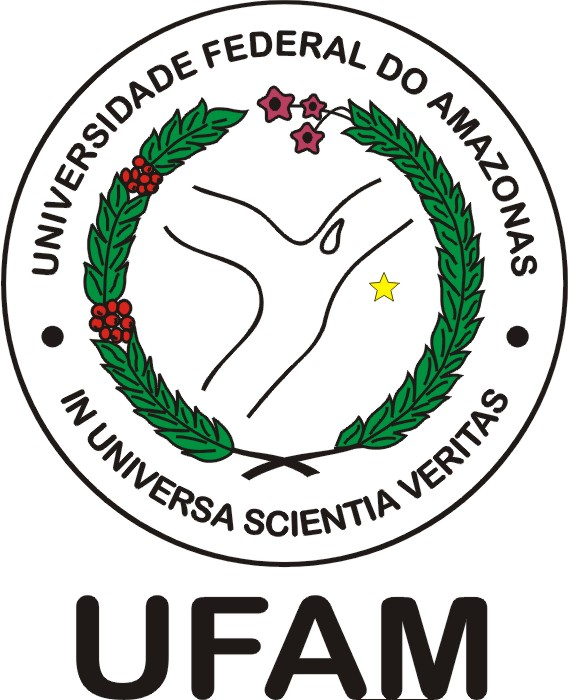 UNIVERSIDADE FEDERAL DO AMAZONAS
IN UNIVERSA SCIENTIA VERITAS
UFAM